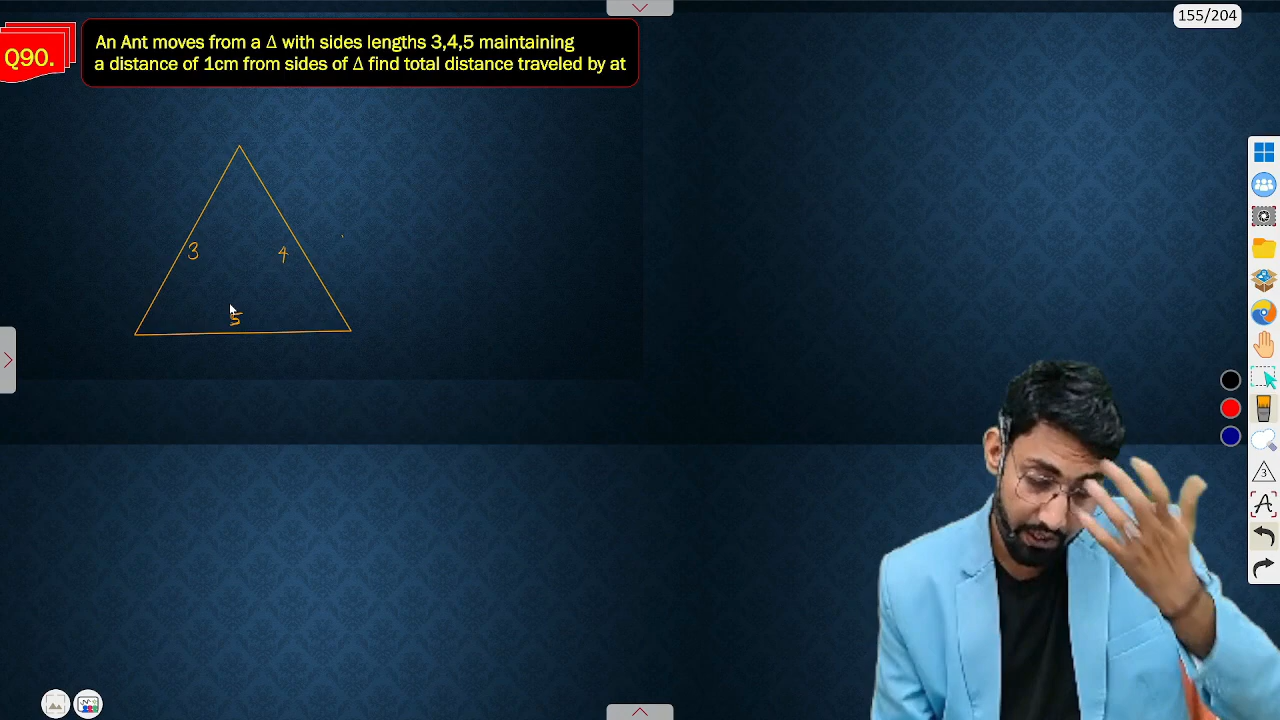 155/204
Q90.
An Ant moves from a Δ with sides lengths 3,4,5 maintaining
a distance of 1cm from sides of Δ find total distance traveled by at
3
4
5
3
A